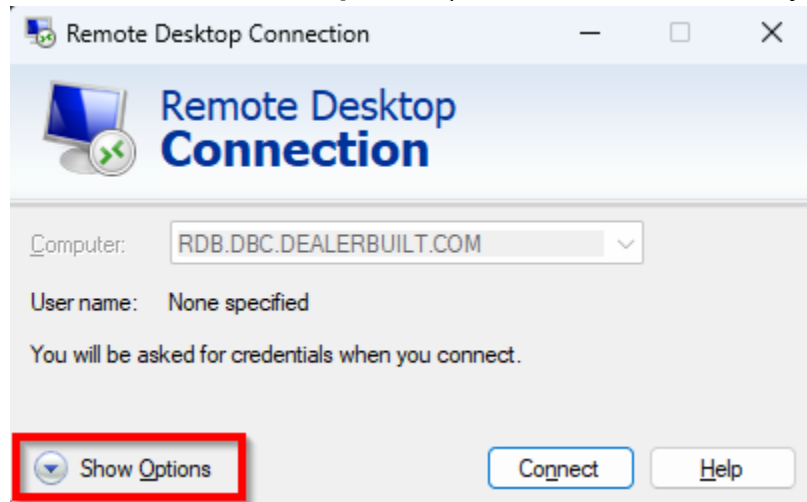 Remote Desktop Connection
Remote Desktop
Connection
Computer: RDB.DBC.DEALERBUILT.COM
User name: None specified
You will be asked for credentials when you connect.
Show Options Connect Help